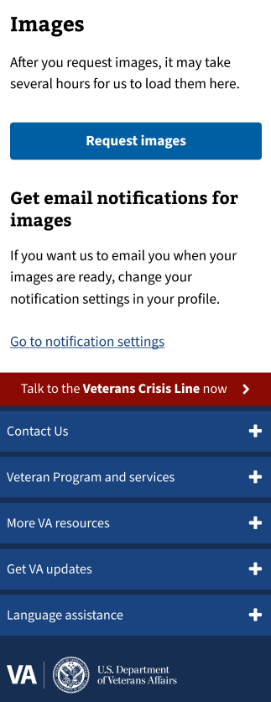 Images
After you request images, it may take
several hours for us to load them here.
Request images
Get email notifications for
images
If you want us to email you when your
images are ready, change your
notification settings in your profile.
Go to notification settings
Talk to the Veterans Crisis Line now
Contact Us
Veteran Program and services
More VA resources
Get VA updates
Language assistance
VA
U.S. Department
of Veterans Affairs